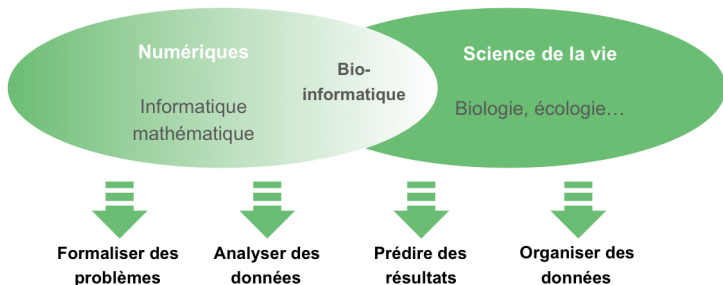 Numériques
Informatique
mathématique
Bio-
informatique
Science de la vie
Biologie, écologie…
Formaliser des
problèmes
Analyser des
données
Prédire des
résultats
Organiser des
données